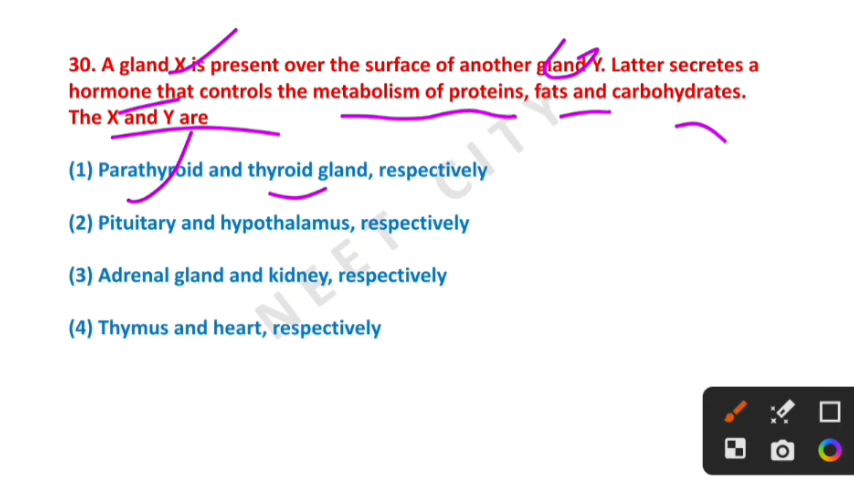 30. A gland X is present over the surface of another gland Y. Latter secretes a
hormone that controls the metabolism of proteins, fats and carbohydrates.
The X and Y are
(1) Parathyroid and thyroid gland, respectively
(2) Pituitary and hypothalamus, respectively
(3) Adrenal gland and kidney, respectively
(4) Thymus and heart, respectively
NEET CITY